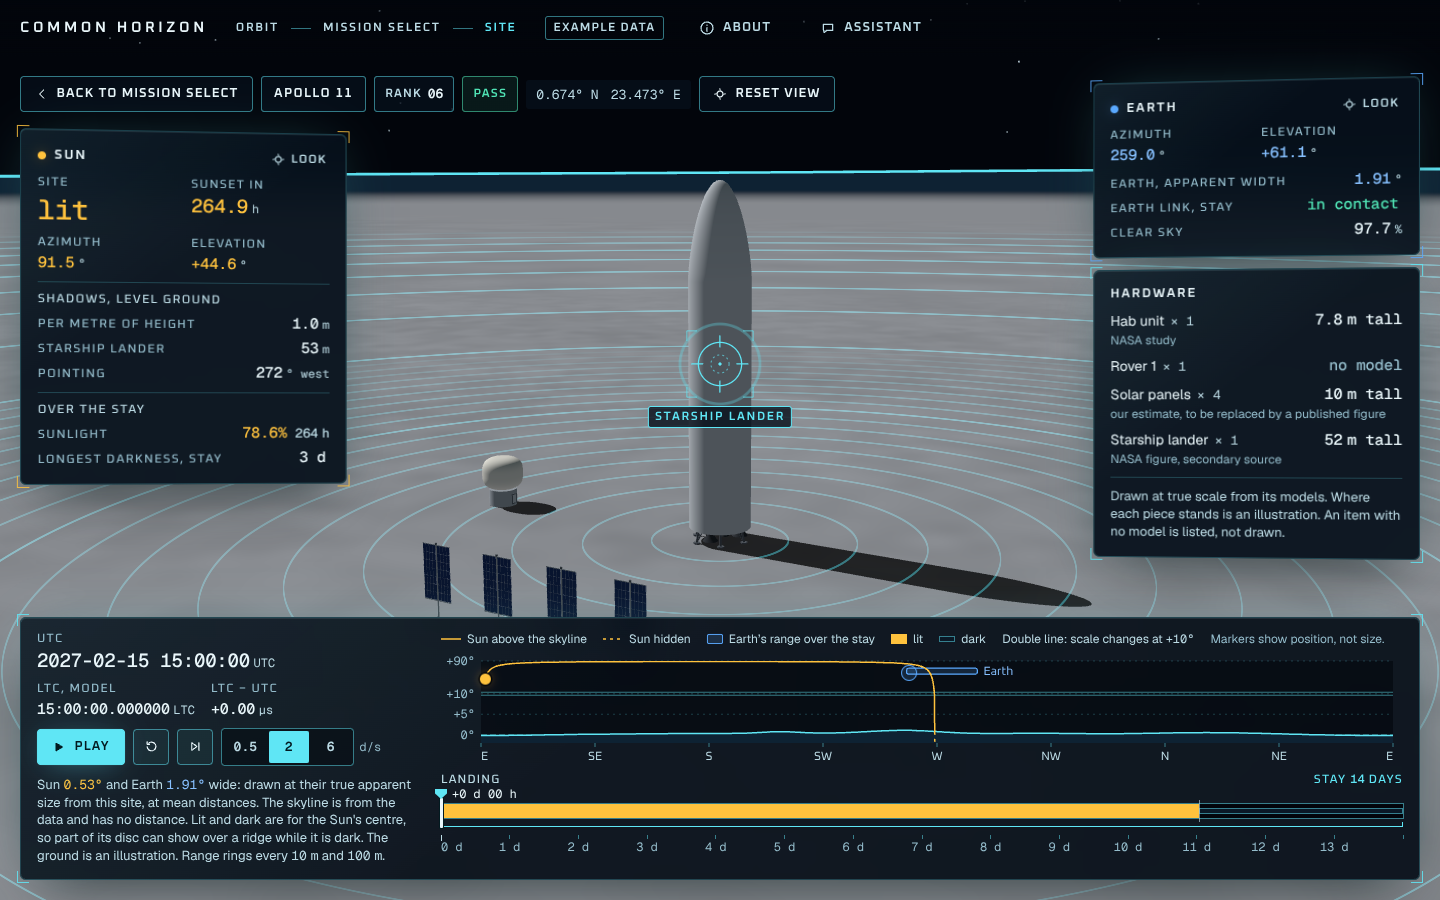 COMMON HORIZON
ORBIT
MISSION SELECT
SITE
EXAMPLE DATA
ABOUT
ASSISTANT
BACK TO MISSION SELECT
APOLLO 11
RANK 06
PASS
0.674° N 23.473° E
RESET VIEW
SUN
LOOK
SITE
SUNSET IN
lit
264.9 h
AZIMUTH
ELEVATION
91.5 °
+44.6 °
SHADOWS, LEVEL GROUND
PER METRE OF HEIGHT
1.0 m
STARSHIP LANDER
53 m
POINTING
272 ° west
OVER THE STAY
SUNLIGHT
78.6% 264 h
LONGEST DARKNESS, STAY
3 d
EARTH
LOOK
AZIMUTH
ELEVATION
259.0 °
+61.1 °
EARTH, APPARENT WIDTH
1.91 °
EARTH LINK, STAY
in contact
CLEAR SKY
97.7 %
HARDWARE
Hab unit × 1
7.8 m tall
NASA study
Rover 1 × 1
no model
Solar panels × 4
10 m tall
our estimate, to be replaced by a published figure
Starship lander × 1
52 m tall
NASA figure, secondary source
Drawn at true scale from its models. Where
each piece stands is an illustration. An item with
no model is listed, not drawn.
STARSHIP LANDER
UTC
2027-02-15 15:00:00 UTC
LTC, MODEL
LTC − UTC
15:00:00.000000 LTC
+0.00 µs
PLAY
0.5
2
6
d/s
Sun 0.53° and Earth 1.91° wide: drawn at their true apparent
size from this site, at mean distances. The skyline is from the
data and has no distance. Lit and dark are for the Sun's centre,
so part of its disc can show over a ridge while it is dark. The
ground is an illustration. Range rings every 10 m and 100 m.
Sun above the skyline
Sun hidden
Earth's range over the stay
lit
dark
Double line: scale changes at +10°
Markers show position, not size.
+90°
+10°
+5°
0°
Earth
E
SE
S
SW
W
NW
N
NE
E
LANDING
STAY 14 DAYS
+0 d 00 h
0 d
1 d
2 d
3 d
4 d
5 d
6 d
7 d
8 d
9 d
10 d
11 d
12 d
13 d